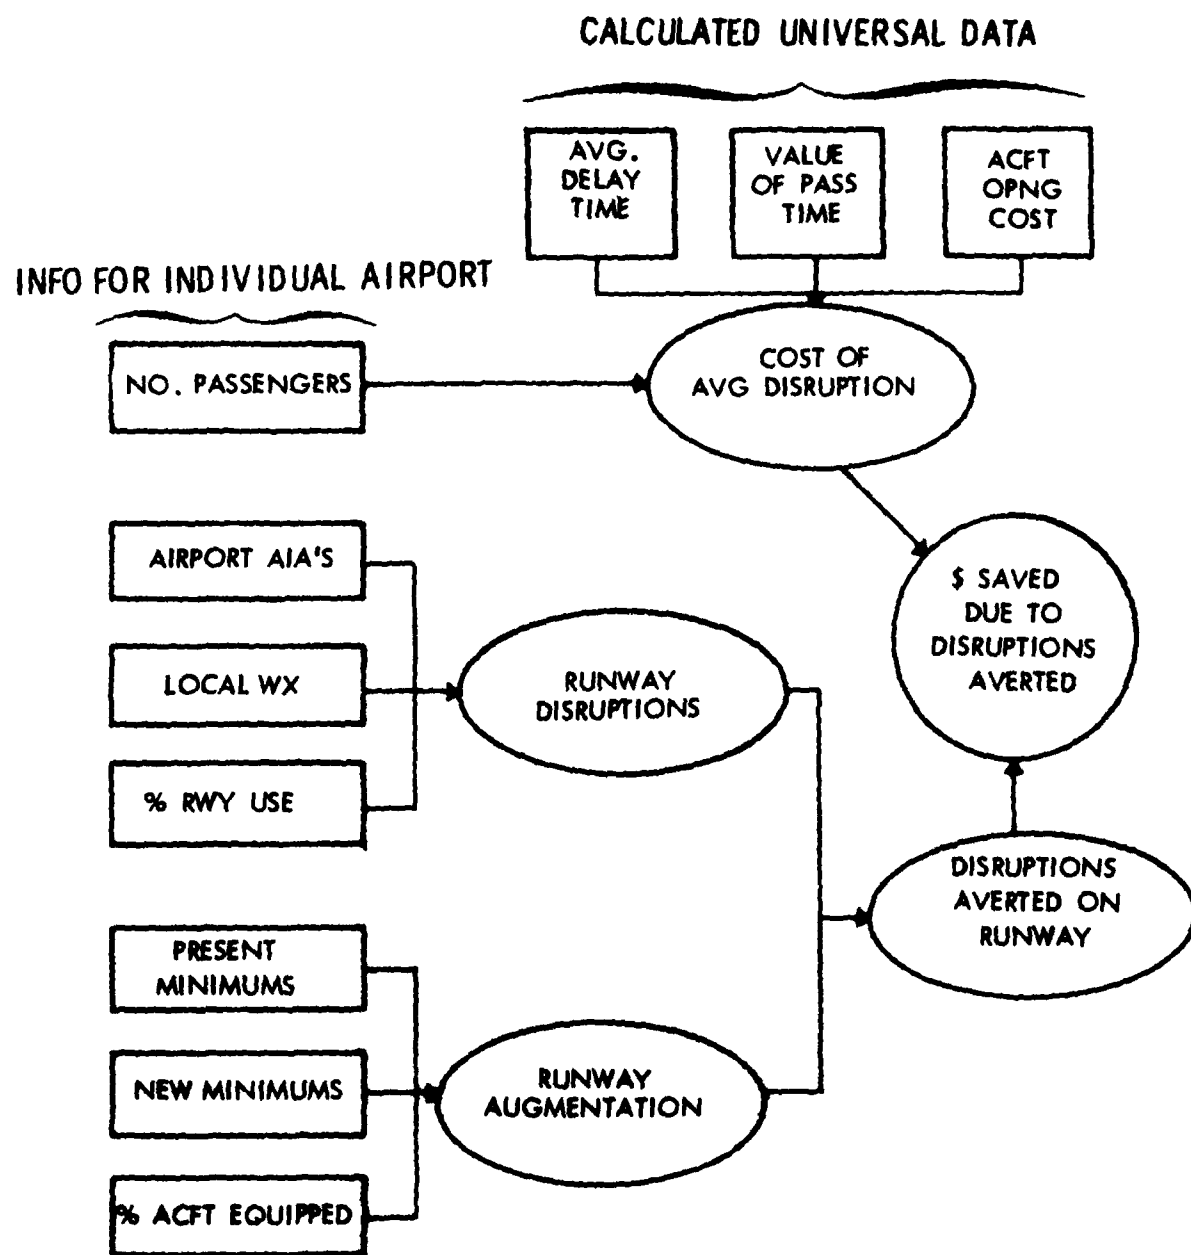 CALCULATED UNIVERSAL DATA
AVG.
DELAY
TIME
VALUE
OF PASS
TIME
ACFT
OPNG
COST
INFO FOR INDIVIDUAL AIRPORT
NO. PASSENGERS
COST OF
AVG DISRUPTION
AIRPORT AIA'S
LOCAL WX
% RWY USE
RUNWAY
DISRUPTIONS
$ SAVED
DUE TO
DISRUPTIONS
AVERTED
DISRUPTIONS
AVERTED ON
RUNWAY
PRESENT
MINIMUMS
NEW MINIMUMS
% ACFT EQUIPPED
RUNWAY
AUGMENTATION